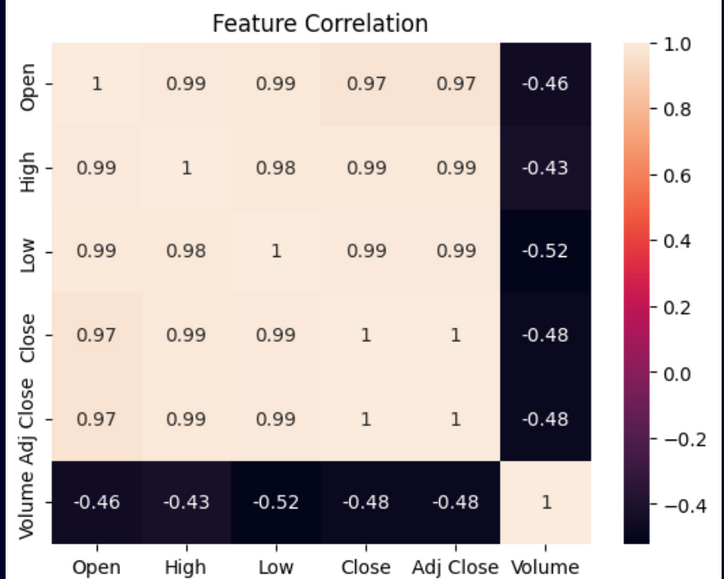 Feature Correlation
Open 1 0.99 0.99 0.97 0.97 -0.46
High 0.99 1 0.98 0.99 0.99 -0.43
Low 0.99 0.98 1 0.99 0.99 -0.52
Close 0.97 0.99 0.99 1 1 -0.48
Adj Close 0.97 0.99 0.99 1 1 -0.48
Volume -0.46 -0.43 -0.52 -0.48 -0.48 1
Open High Low Close Adj Close Volume
1.0
0.8
0.6
0.4
0.2
0.0
−0.2
−0.4